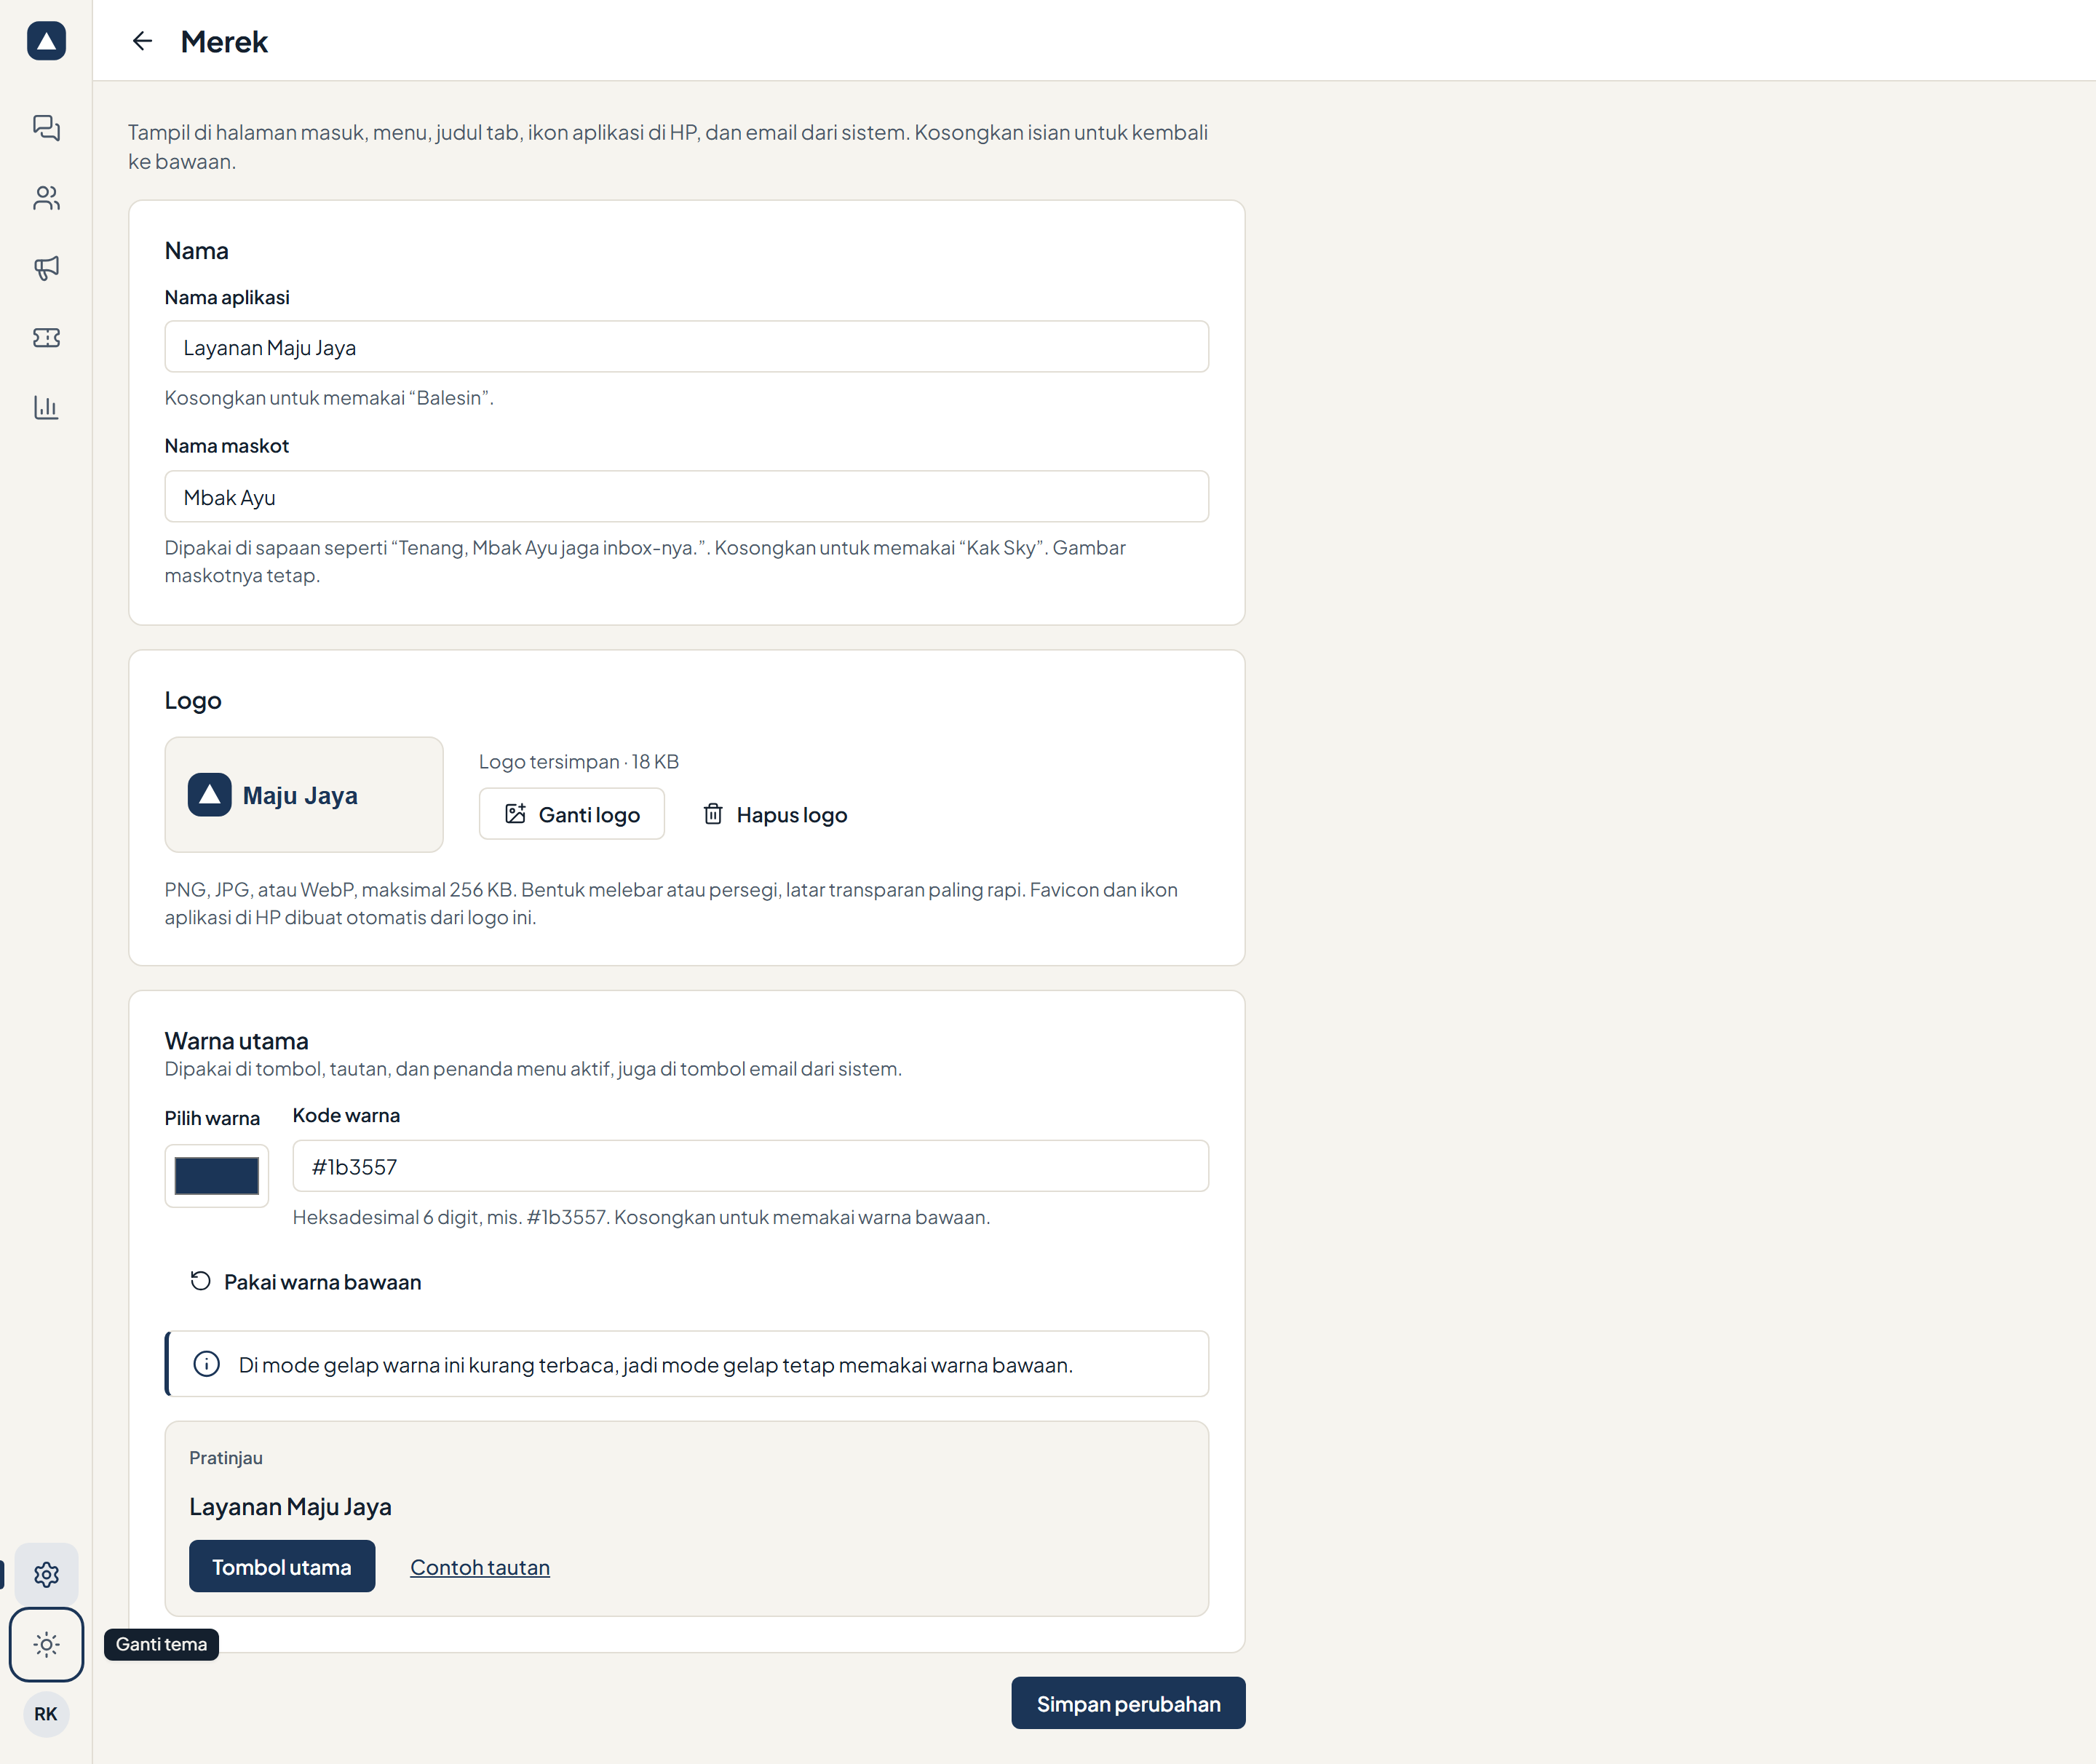 Merek
Tampil di halaman masuk, menu, judul tab, ikon aplikasi di HP, dan email dari sistem. Kosongkan isian untuk kembali
ke bawaan.
Nama
Nama aplikasi
Layanan Maju Jaya
Kosongkan untuk memakai “Balesin”.
Nama maskot
Mbak Ayu
Dipakai di sapaan seperti “Tenang, Mbak Ayu jaga inbox-nya.”. Kosongkan untuk memakai “Kak Sky”. Gambar
maskotnya tetap.
Logo
Maju Jaya
Logo tersimpan · 18 KB
Ganti logo
Hapus logo
PNG, JPG, atau WebP, maksimal 256 KB. Bentuk melebar atau persegi, latar transparan paling rapi. Favicon dan ikon
aplikasi di HP dibuat otomatis dari logo ini.
Warna utama
Dipakai di tombol, tautan, dan penanda menu aktif, juga di tombol email dari sistem.
Pilih warna
Kode warna
#1b3557
Heksadesimal 6 digit, mis. #1b3557. Kosongkan untuk memakai warna bawaan.
Pakai warna bawaan
Di mode gelap warna ini kurang terbaca, jadi mode gelap tetap memakai warna bawaan.
Pratinjau
Layanan Maju Jaya
Tombol utama
Contoh tautan
Ganti tema
RK
Simpan perubahan